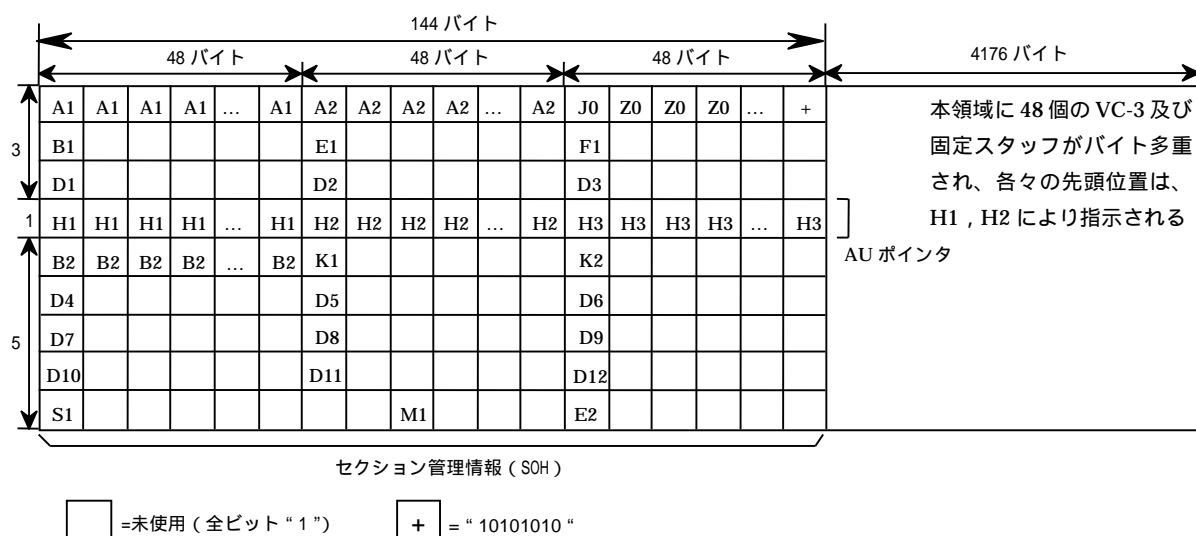 144 バイト
48 バイト 48 バイト 48 バイト 4176 バイト
A1 A1 A1 A1 … A1 A2 A2 A2 A2 … A2 J0 Z0 Z0 Z0 … +
3 B1 E1 F1
D1 D2 D3
1 H1 H1 H1 H1 … H1 H2 H2 H2 H2 … H2 H3 H3 H3 H3 … H3
B2 B2 B2 B2 … B2 K1 K2
D4 D5 D6
5 D7 D8 D9
D10 D11 D12
S1 M1 E2
本領域に 48 個の VC-3 及び
固定スタッフがバイト多重
され、各々の先頭位置は、
H1 , H2 により指示される
AU ポインタ
セクション管理情報 ( SOH )
=未使用 ( 全ビット “ 1 ”)
+ = “ 10101010 “